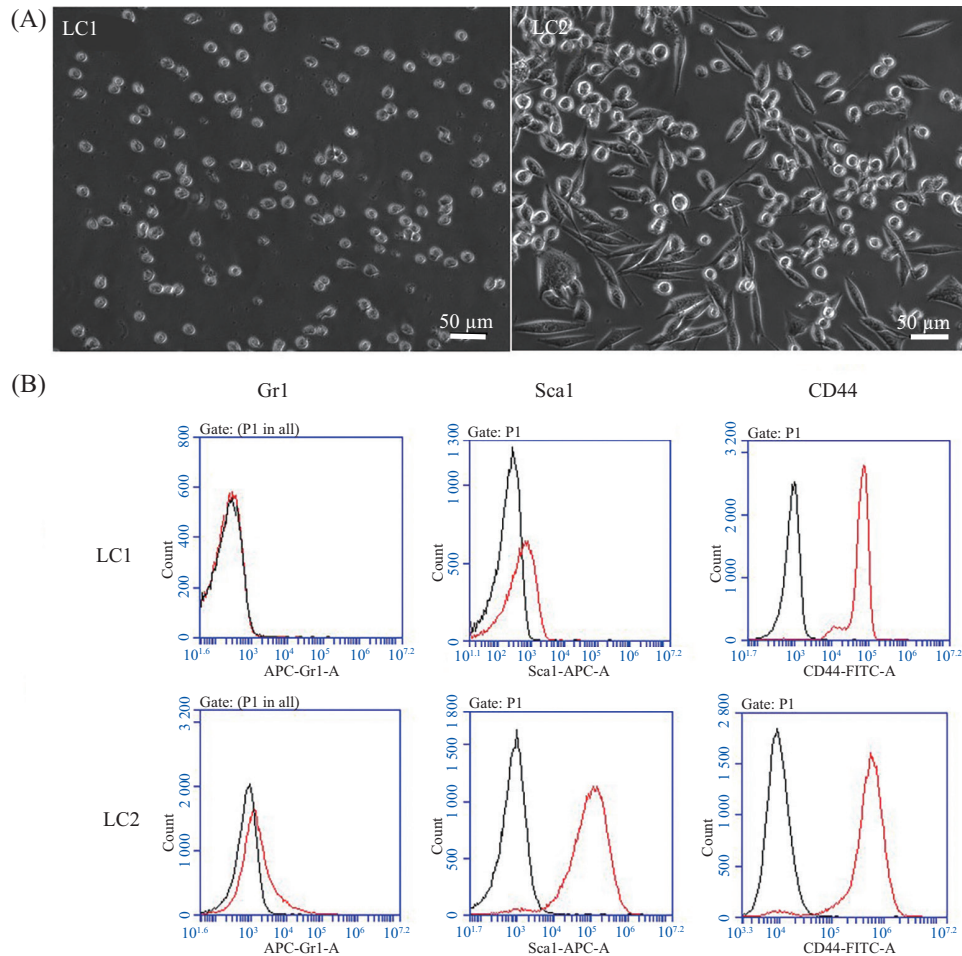 (A)
LC1
LC2
50 µm
50 µm
(B)
Gr1
Sca1
CD44
LC1
Gate: (P1 in all)
800
600
400
200
0
Count
10^1.6 10^3 10^4 10^5 10^6 10^7.2
APC-Gr1-A
Gate: P1
1 300
1 000
500
0
Count
10^1.1 10^2 10^3 10^4 10^5 10^6 10^7.2
Sca1-APC-A
Gate: P1
3 200
2 000
1 000
0
Count
10^1.7 10^3 10^4 10^5 10^6 10^7.2
CD44-FITC-A
LC2
Gate: (P1 in all)
3 200
2 000
1 000
0
Count
10^1.6 10^3 10^4 10^5 10^6 10^7.2
APC-Gr1-A
Gate: P1
1 800
1 500
1 000
500
0
Count
10^1.6 10^3 10^4 10^5 10^6 10^7.2
Sca1-APC-A
Gate: P1
2 800
1 500
500
0
Count
10^3.3 10^4 10^5 10^6 10^7.2
CD44-FITC-A